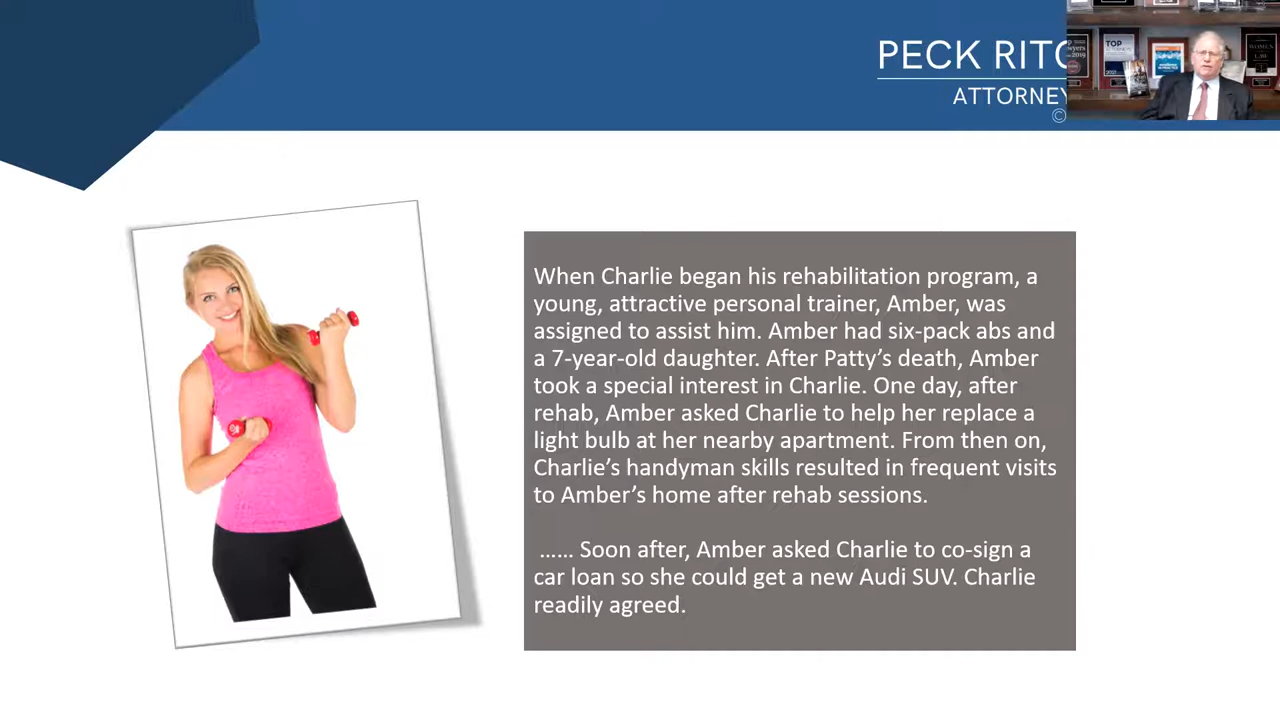 PECK RITC
ATTORNEY
©
TOP
2021
When Charlie began his rehabilitation program, a
young, attractive personal trainer, Amber, was
assigned to assist him. Amber had six-pack abs and
a 7-year-old daughter. After Patty’s death, Amber
took a special interest in Charlie. One day, after
rehab, Amber asked Charlie to help her replace a
light bulb at her nearby apartment. From then on,
Charlie’s handyman skills resulted in frequent visits
to Amber’s home after rehab sessions.
…… Soon after, Amber asked Charlie to co-sign a
car loan so she could get a new Audi SUV. Charlie
readily agreed.